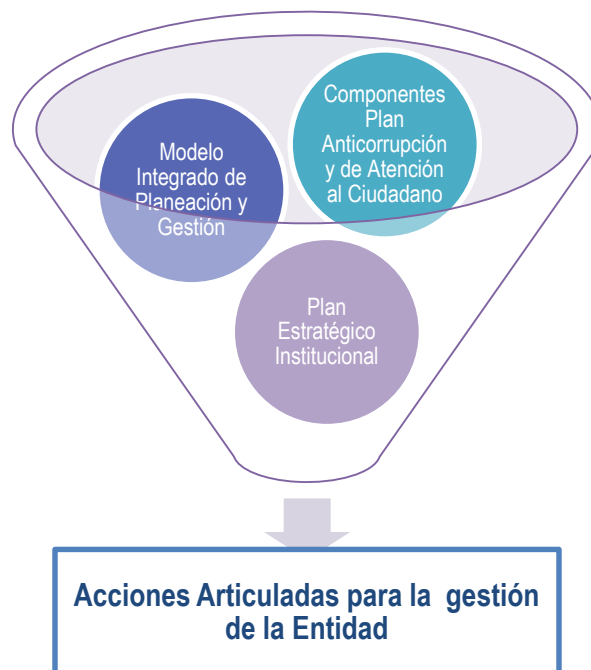 Componentes
Plan
Anticorrupción
y de Atención
al Ciudadano
Modelo
Integrado de
Planeación y
Gestión
Plan
Estratégico
Institucional
Acciones Articuladas para la gestión
de la Entidad